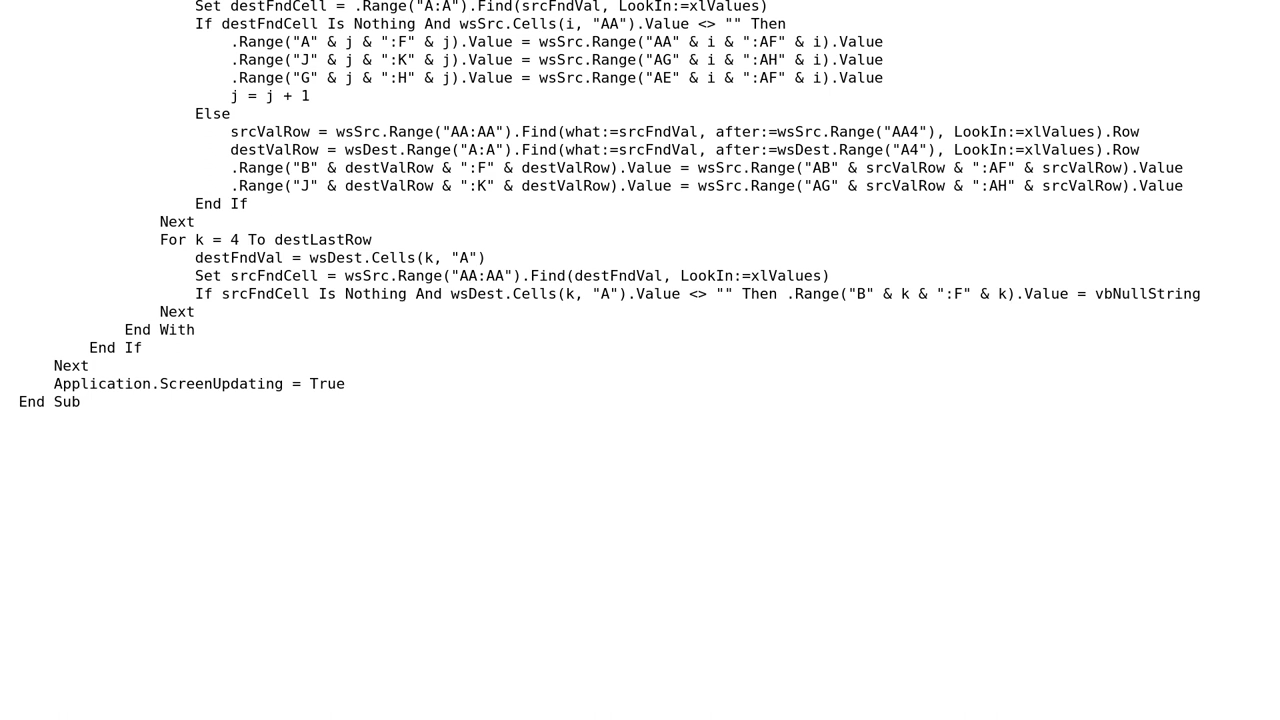 Set destFndCell = .Range("A:A").Find(srcFndVal, LookIn:=xlValues)
If destFndCell Is Nothing And wsSrc.Cells(i, "AA").Value <> "" Then
.Range("A" & j & ":F" & j).Value = wsSrc.Range("AA" & i & ":AF" & i).Value
.Range("J" & j & ":K" & j).Value = wsSrc.Range("AG" & i & ":AH" & i).Value
.Range("G" & j & ":H" & j).Value = wsSrc.Range("AE" & i & ":AF" & i).Value
j = j + 1
Else
srcValRow = wsSrc.Range("AA:AA").Find(what:=srcFndVal, after:=wsSrc.Range("AA4"), LookIn:=xlValues).Row
destValRow = wsDest.Range("A:A").Find(what:=srcFndVal, after:=wsDest.Range("A4"), LookIn:=xlValues).Row
.Range("B" & destValRow & ":F" & destValRow).Value = wsSrc.Range("AB" & srcValRow & ":AF" & srcValRow).Value
.Range("J" & destValRow & ":K" & destValRow).Value = wsSrc.Range("AG" & srcValRow & ":AH" & srcValRow).Value
End If
Next
For k = 4 To destLastRow
destFndVal = wsDest.Cells(k, "A")
Set srcFndCell = wsSrc.Range("AA:AA").Find(destFndVal, LookIn:=xlValues)
If srcFndCell Is Nothing And wsDest.Cells(k, "A").Value <> "" Then .Range("B" & k & ":F" & k).Value = vbNullString
Next
End With
End If
Next
Application.ScreenUpdating = True
End Sub